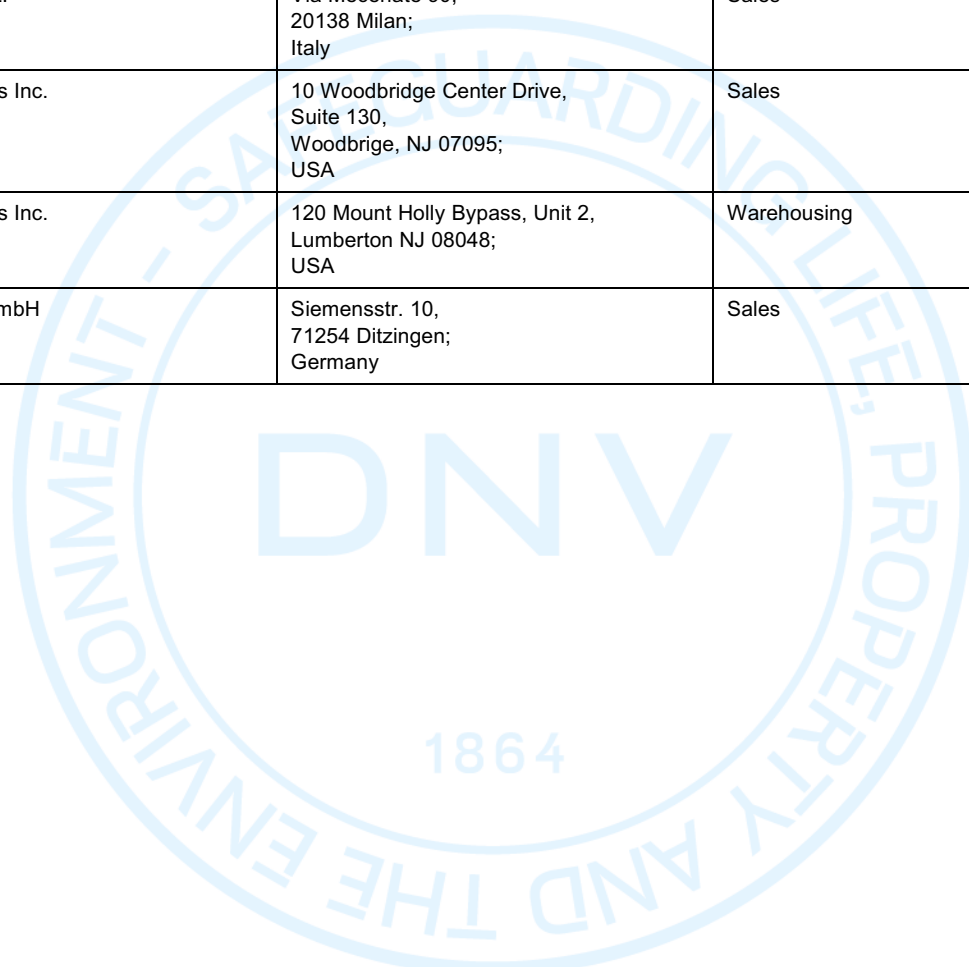 Sales
20138 Milan;
Italy
s Inc.
10 Woodbridge Center Drive,
Sales
Suite 130,
Woodbrige, NJ 07095;
USA
s Inc.
120 Mount Holly Bypass, Unit 2,
Warehousing
Lumberton NJ 08048;
USA
mbH
Siemensstr. 10,
Sales
71254 Ditzingen;
Germany
SAFEGUARDING LIFE, PROPERTY AND THE ENVIRONMENT -
DNV
1864